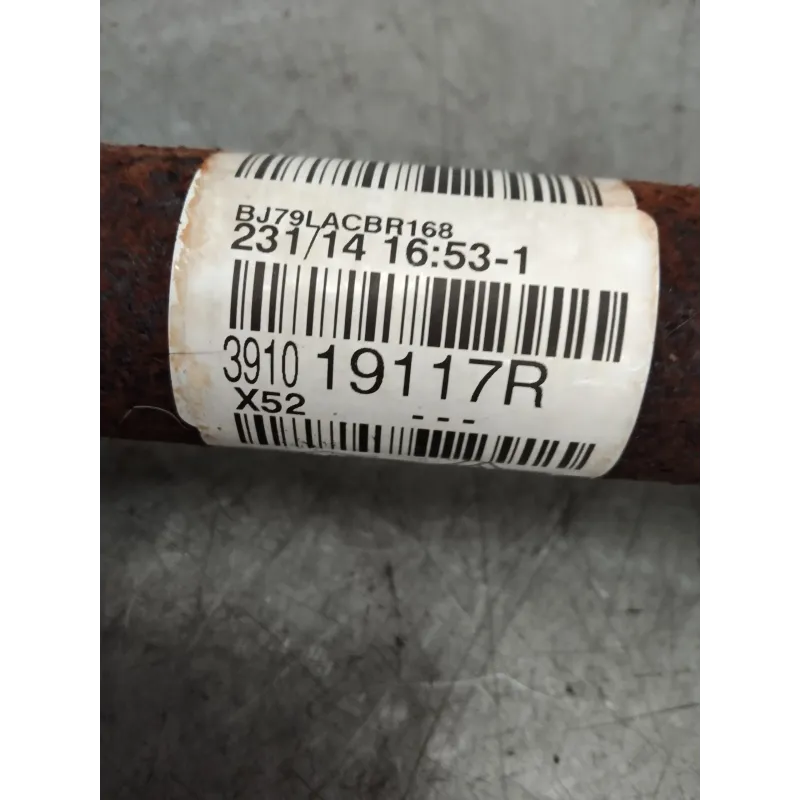 BJ79LACBR168
231/14 16:53-1
3910 19117R
X52 ---